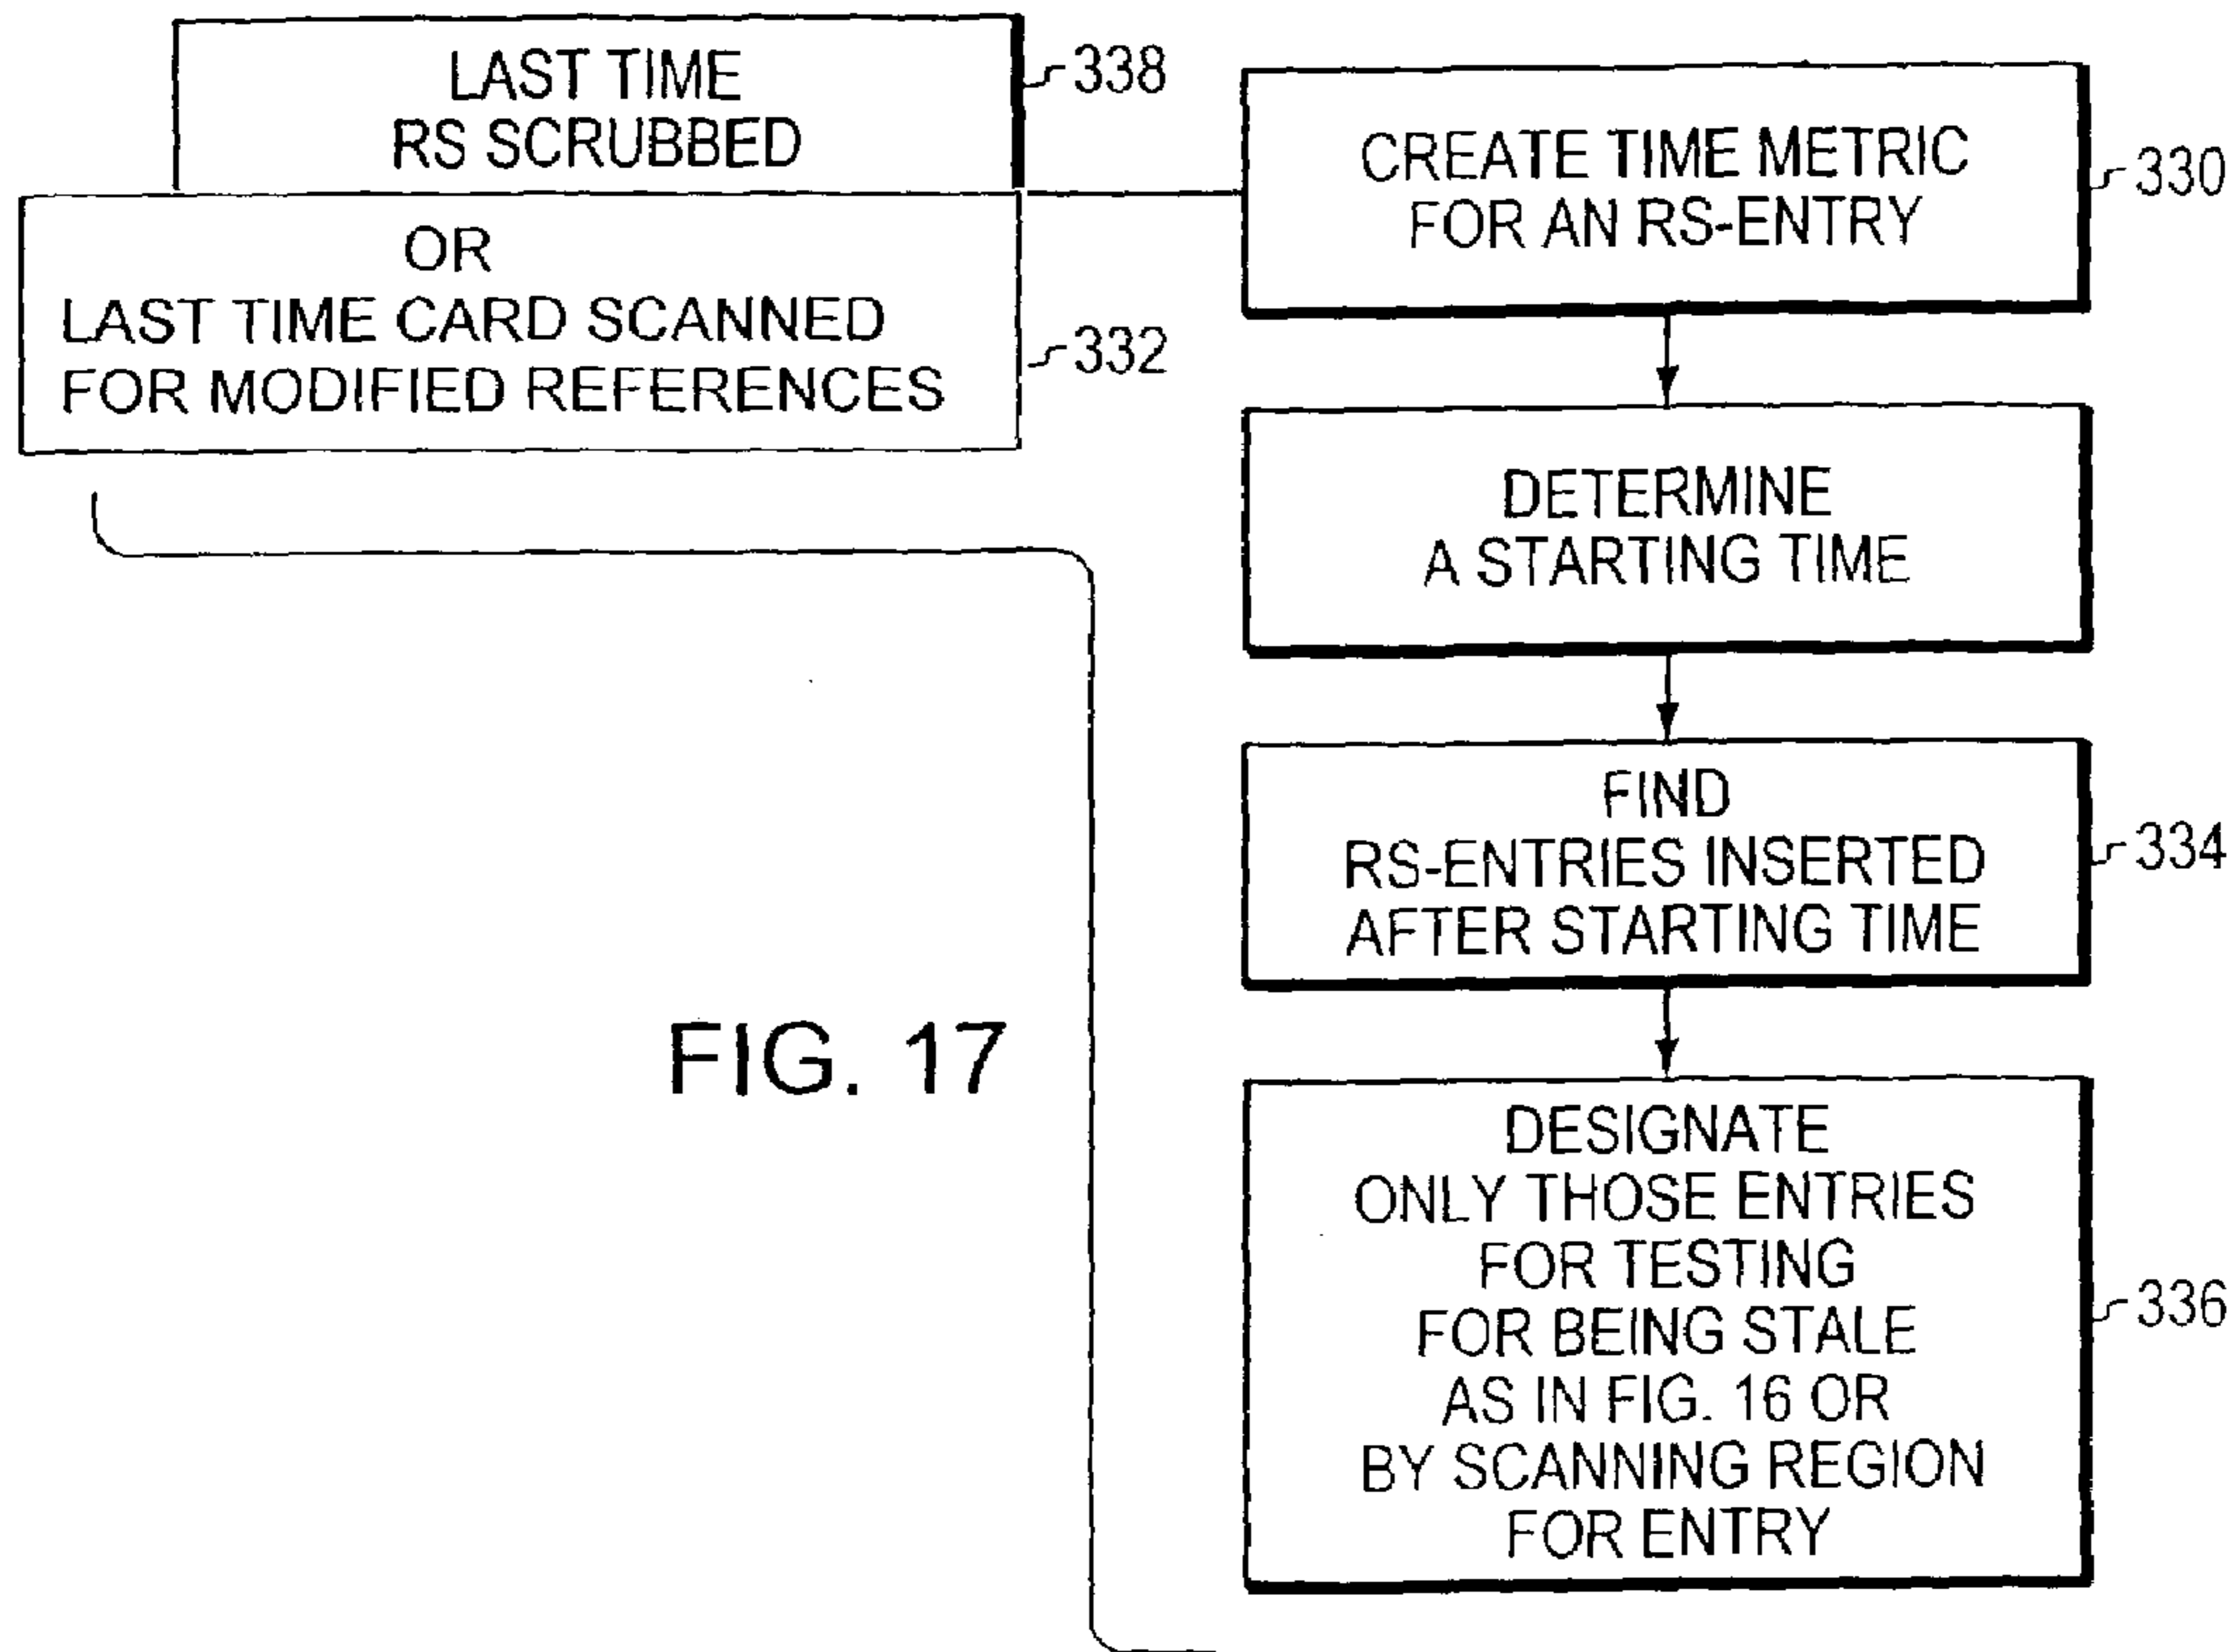 LAST TIME
RS SCRUBBED
338
OR
LAST TIME CARD SCANNED
FOR MODIFIED REFERENCES
332
CREATE TIME METRIC
FOR AN RS-ENTRY
330
DETERMINE
A STARTING TIME
FIND
RS-ENTRIES INSERTED
AFTER STARTING TIME
334
DESIGNATE
ONLY THOSE ENTRIES
FOR TESTING
FOR BEING STALE
AS IN FIG. 16 OR
BY SCANNING REGION
FOR ENTRY
336
FIG. 17